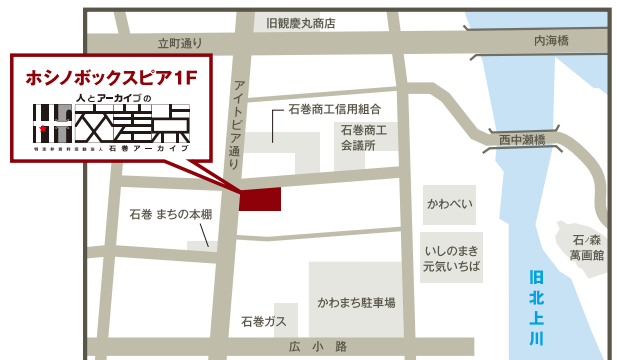 旧観慶丸商店
立町通り
内海橋
ホシノボックスピア1F
人とアーカイブの
交差点
石巻アーカイブ
アイトピア通り
石巻商工信用組合
石巻商工
会議所
西中瀬橋
石巻 まちの本棚
かわべい
石ノ森
萬画館
いしのまき
元気いちば
旧北上川
かわまち駐車場
石巻ガス
広小路